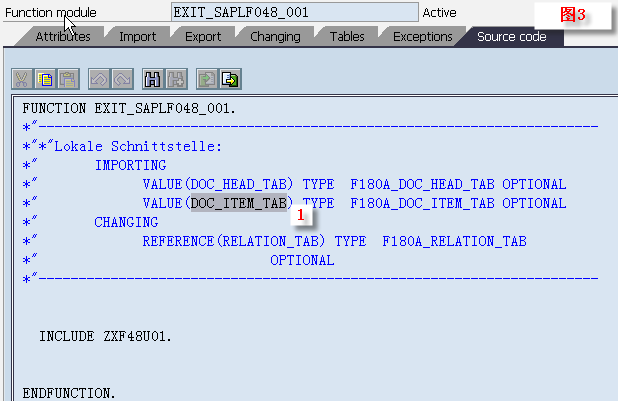 Function module EXIT_SAPLF048_001 Active 图3
Attributes Import Export Changing Tables Exceptions Source code
FUNCTION EXIT_SAPLF048_001.
*"----------------------------------------------------------------------
*"*"Lokale Schnittstelle:
*" IMPORTING
*" VALUE(DOC_HEAD_TAB) TYPE F180A_DOC_HEAD_TAB OPTIONAL
*" VALUE(DOC_ITEM_TAB) TYPE F180A_DOC_ITEM_TAB OPTIONAL
1
*" CHANGING
*" REFERENCE(RELATION_TAB) TYPE F180A_RELATION_TAB
*" OPTIONAL
*"----------------------------------------------------------------------
INCLUDE ZXF48U01.
ENDFUNCTION.